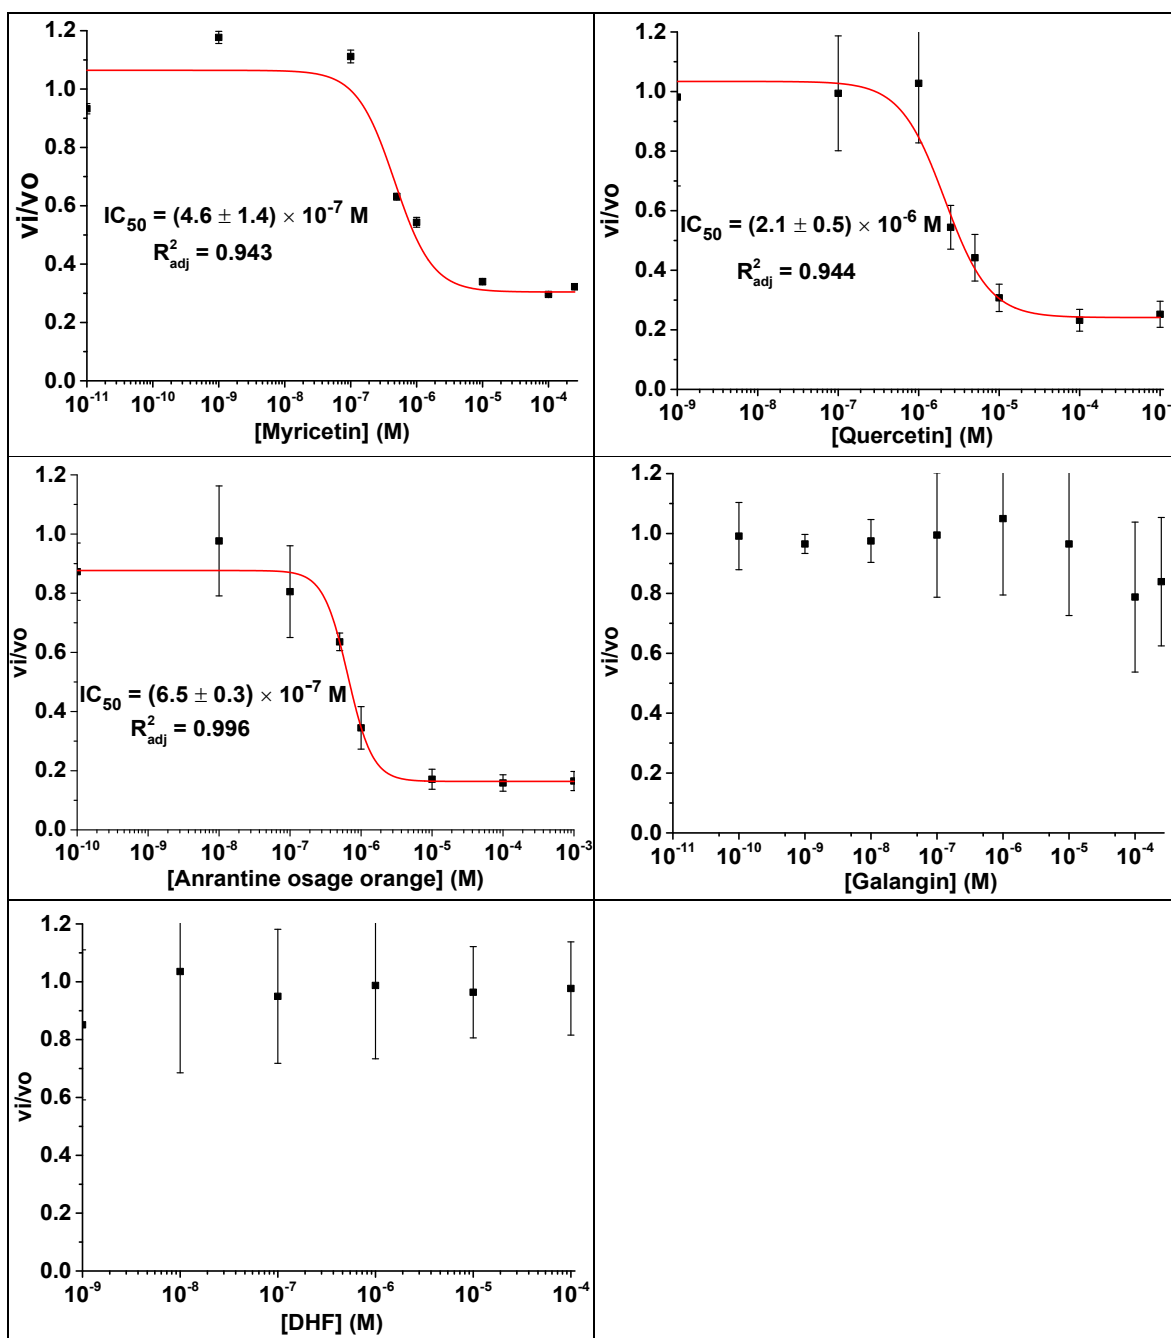 1.2
1.0
0.8
0.6
0.4
0.2
0.0
vi/vo
IC50 = (4.6 ± 1.4) × 10-7 M
R2adj = 0.943
10-11 10-10 10-9 10-8 10-7 10-6 10-5 10-4
[Myricetin] (M)
1.2
1.0
0.8
0.6
0.4
0.2
0.0
vi/vo
IC50 = (2.1 ± 0.5) × 10-6 M
R2adj = 0.944
10-9 10-8 10-7 10-6 10-5 10-4
[Quercetin] (M)
1.2
1.0
0.8
0.6
0.4
0.2
0.0
vi/vo
IC50 = (6.5 ± 0.3) × 10-7 M
R2adj = 0.996
10-10 10-9 10-8 10-7 10-6 10-5 10-4 10-3
[Anrantine osage orange] (M)
1.2
1.0
0.8
0.6
0.4
0.2
0.0
vi/vo
10-11 10-10 10-9 10-8 10-7 10-6 10-5 10-4
[Galangin] (M)
1.2
1.0
0.8
0.6
0.4
0.2
0.0
vi/vo
10-9 10-8 10-7 10-6 10-5 10-4
[DHF] (M)